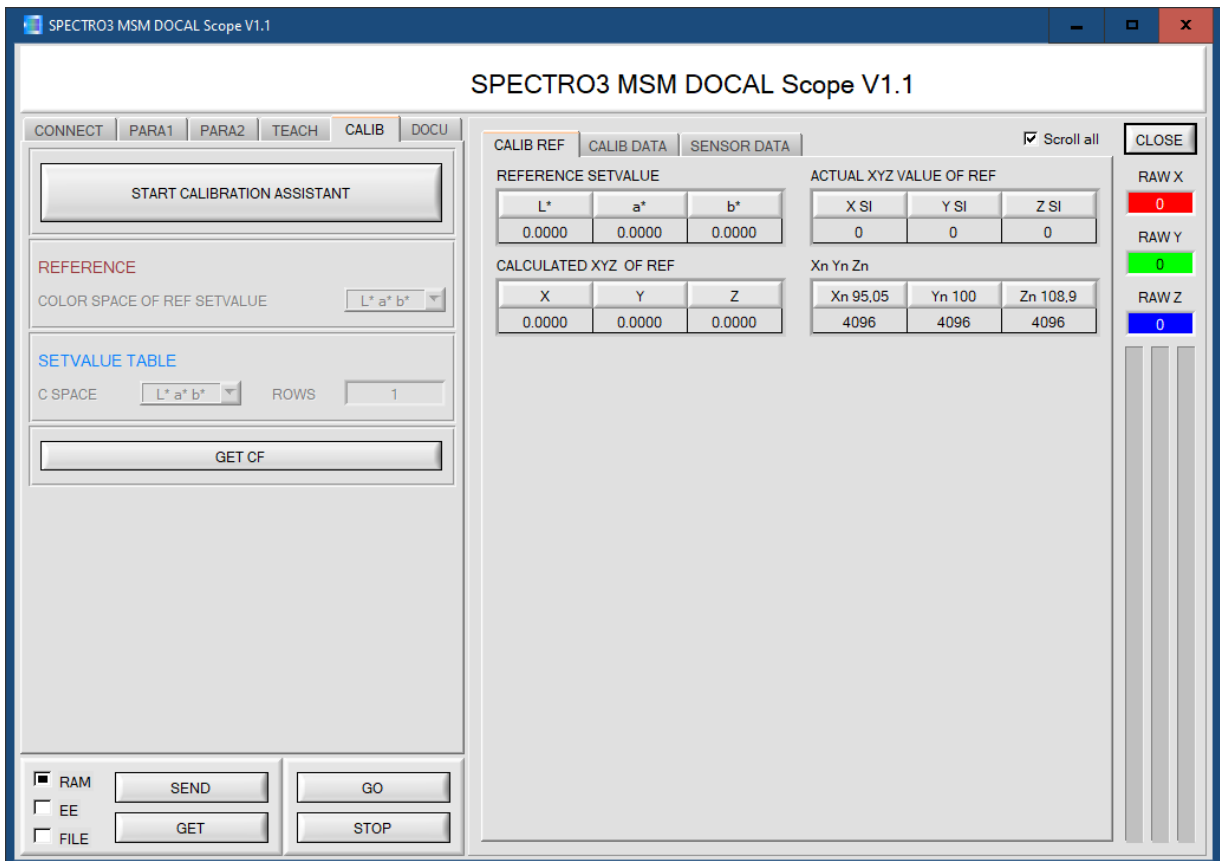 SPECTRO3 MSM DOCAL Scope V1.1
SPECTRO3 MSM DOCAL Scope V1.1
CONNECT PARA1 PARA2 TEACH CALIB DOCU
START CALIBRATION ASSISTANT
REFERENCE
COLOR SPACE OF REF SETVALUE L* a* b*
SETVALUE TABLE
C SPACE L* a* b* ROWS 1
GET CF
RAM
EE
FILE
SEND
GET
GO
STOP
CALIB REF CALIB DATA SENSOR DATA
Scroll all
REFERENCE SETVALUE
L* a* b*
0.0000 0.0000 0.0000
ACTUAL XYZ VALUE OF REF
X SI Y SI Z SI
0 0 0
CALCULATED XYZ OF REF
X Y Z
0.0000 0.0000 0.0000
Xn Yn Zn
Xn 95,05 Yn 100 Zn 108,9
4096 4096 4096
CLOSE
RAW X
0
RAW Y
0
RAW Z
0